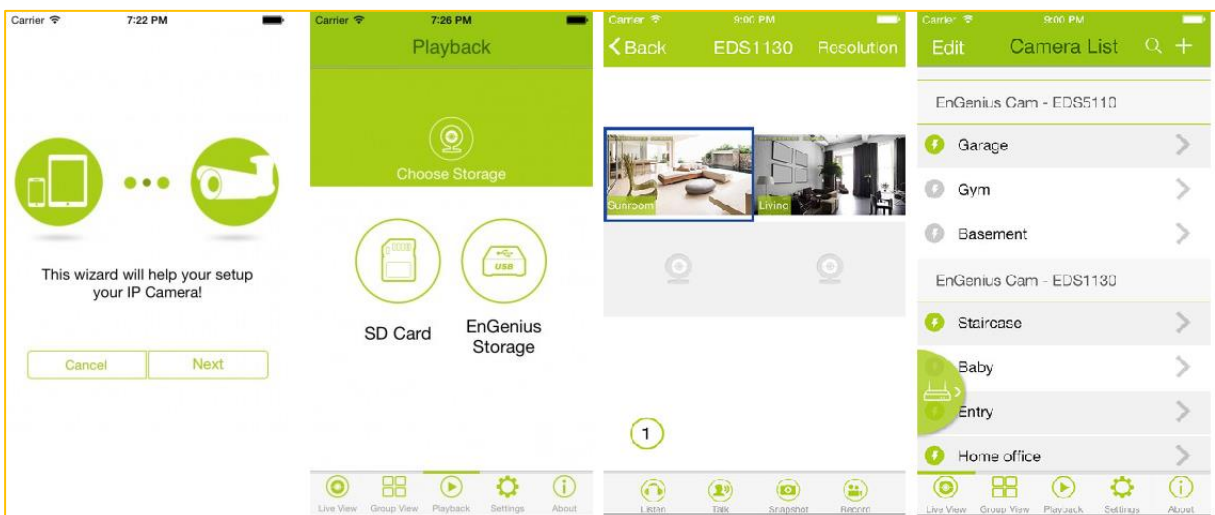 Carrier 7:22 PM
This wizard will help your setup
your IP Camera!
Cancel Next
Carrier 7:26 PM
Playback
Choose Storage
USB
SD Card
EnGenius
Storage
Live View Group View Playback Settings About
Carrier 9:00 PM
Back EDS1130 Resolution
Sunroom Living
1
Listen Talk Snapshot Record
Carrier 9:00 PM
Edit Camera List
EnGenius Cam - EDS5110
Garage
Gym
Basement
EnGenius Cam - EDS1130
Staircase
Baby
Entry
Home office
Live View Group View Playback Settings About